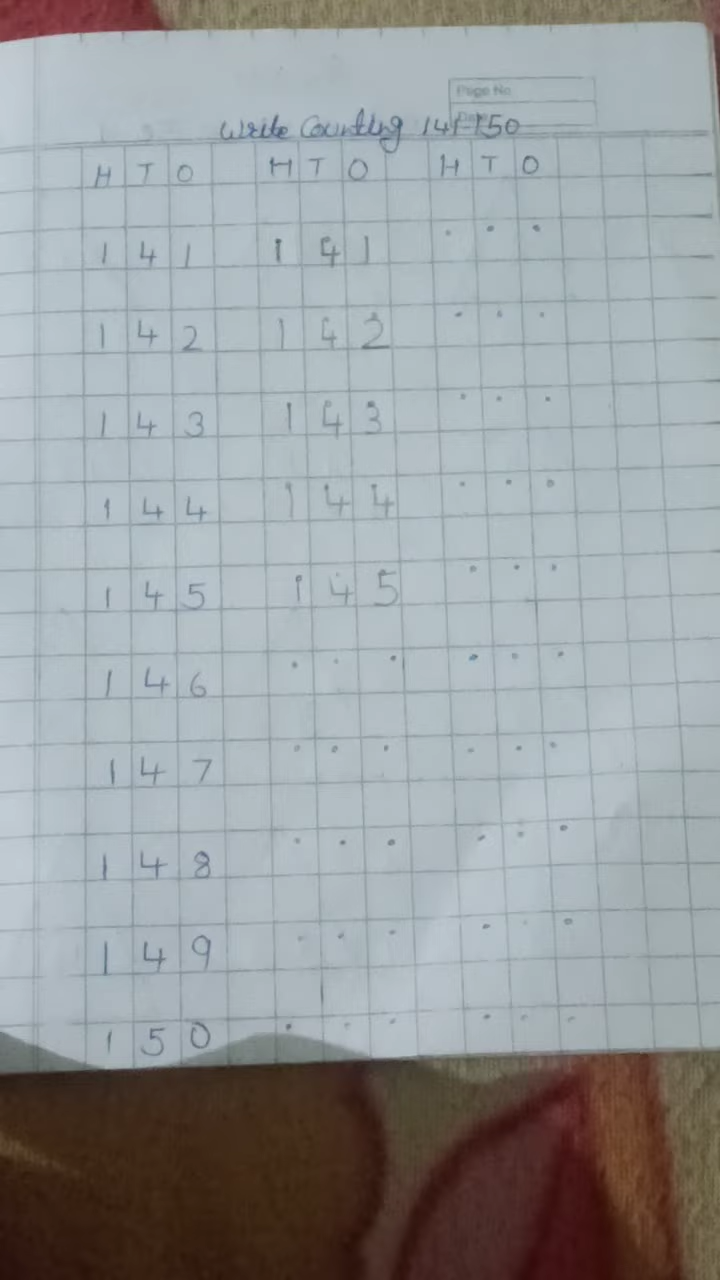 Page No
Write Counting 141-150
H T O H T O H T O
1 4 1 1 4 1 . . .
1 4 2 1 4 2 . . .
1 4 3 1 4 3 . . .
1 4 4 1 4 4 . . .
1 4 5 1 4 5 . . .
1 4 6 . . . . . .
1 4 7 . . . . . .
1 4 8 . . . . . .
1 4 9 . . . . . .
1 5 0 . . . . . .